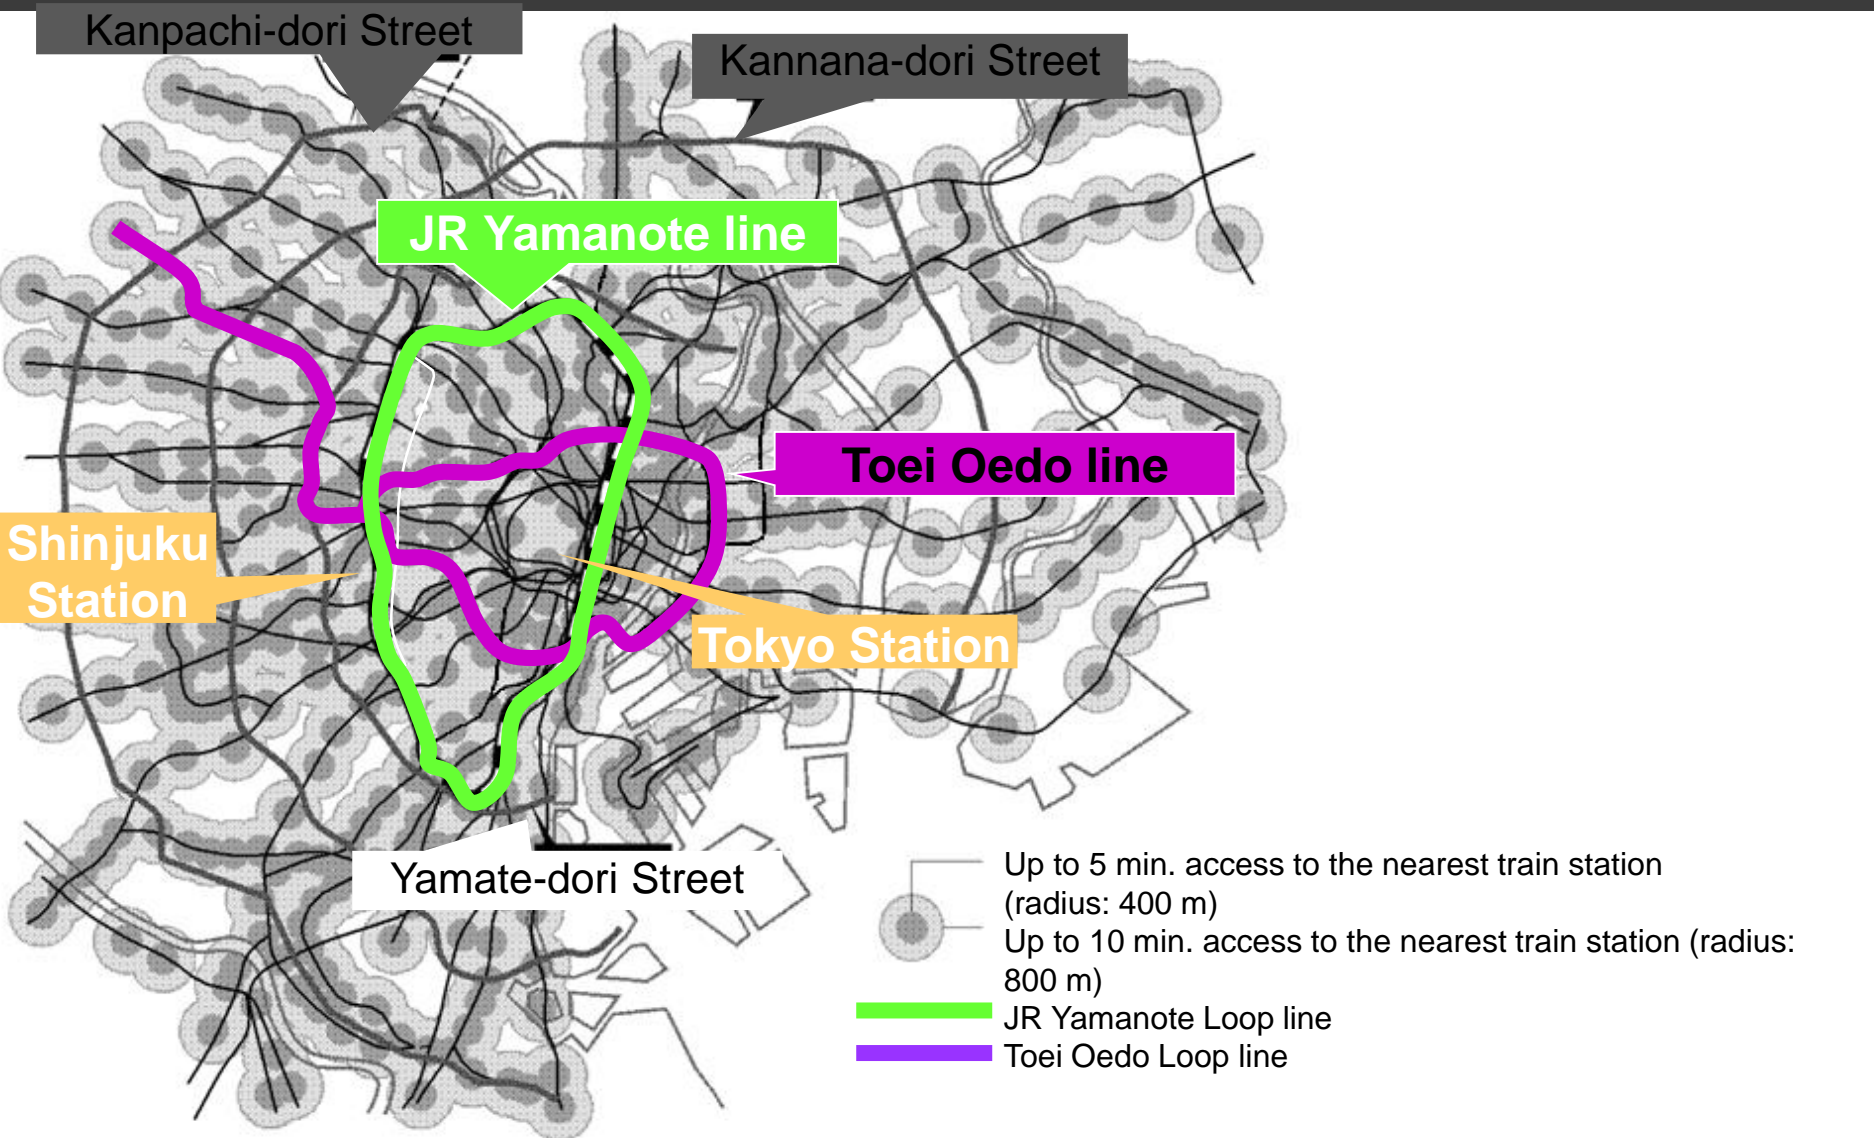 Kanpachi-dori Street
Kannana-dori Street
JR Yamanote line
Toei Oedo line
Shinjuku
Station
Tokyo Station
Yamate-dori Street
Up to 5 min. access to the nearest train station
(radius: 400 m)
Up to 10 min. access to the nearest train station (radius:
800 m)
JR Yamanote Loop line
Toei Oedo Loop line